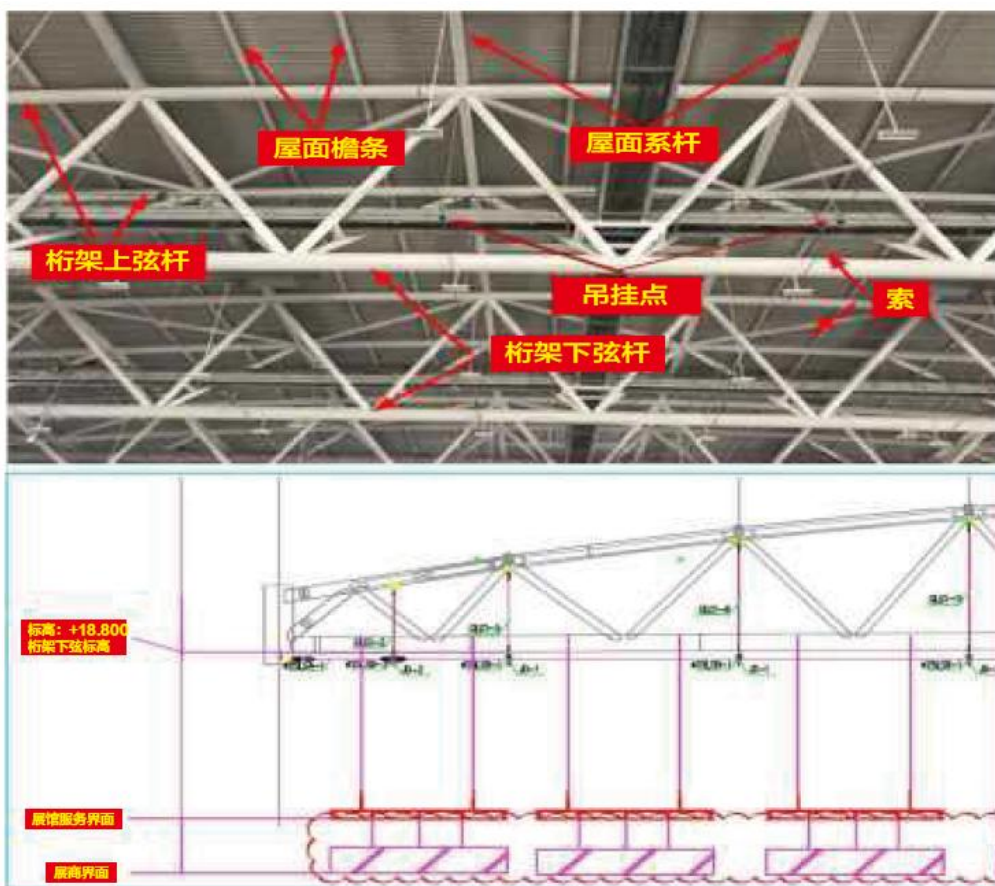 屋面檐条
屋面系杆
桁架上弦杆
吊挂点
索
桁架下弦杆
标高：+18.800
桁架下弦标高
展馆服务界面
展商界面